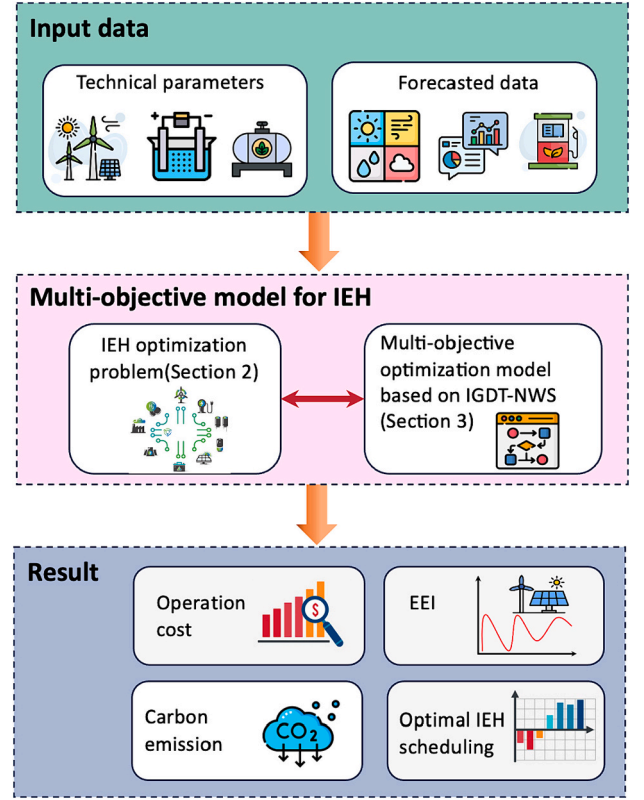 Input data
Technical parameters
Forecasted data
Multi-objective model for IEH
IEH optimization
problem(Section 2)
Multi-objective
optimization model
based on IGDT-NWS
(Section 3)
Result
Operation
cost
$
EEI
Carbon
emission
CO2
Optimal IEH
scheduling